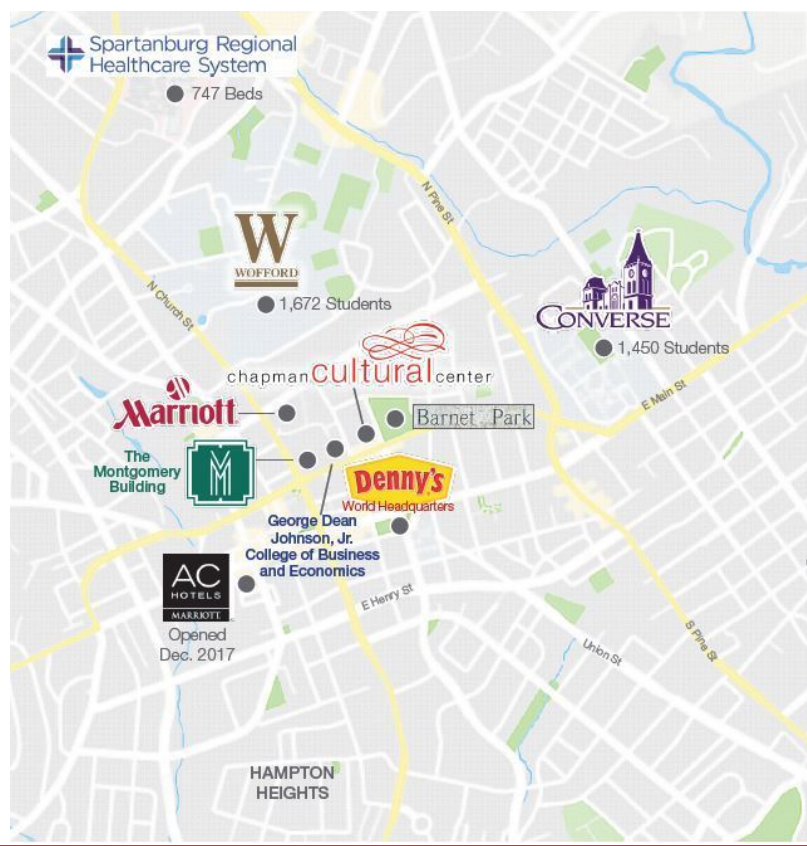 Spartanburg Regional
Healthcare System
747 Beds
N Pine St
W
WOFFORD
1,672 Students
N Church St
CONVERSE
1,450 Students
chapman cultural center
E Main St
Marriott
Barnet Park
The
Montgomery
Building
M
Denny's
World Headquarters
George Dean
Johnson, Jr.
College of Business
and Economics
AC
HOTELS
MARRIOTT
Opened
Dec. 2017
E Henry St
Union St
S Pine St
HAMPTON
HEIGHTS